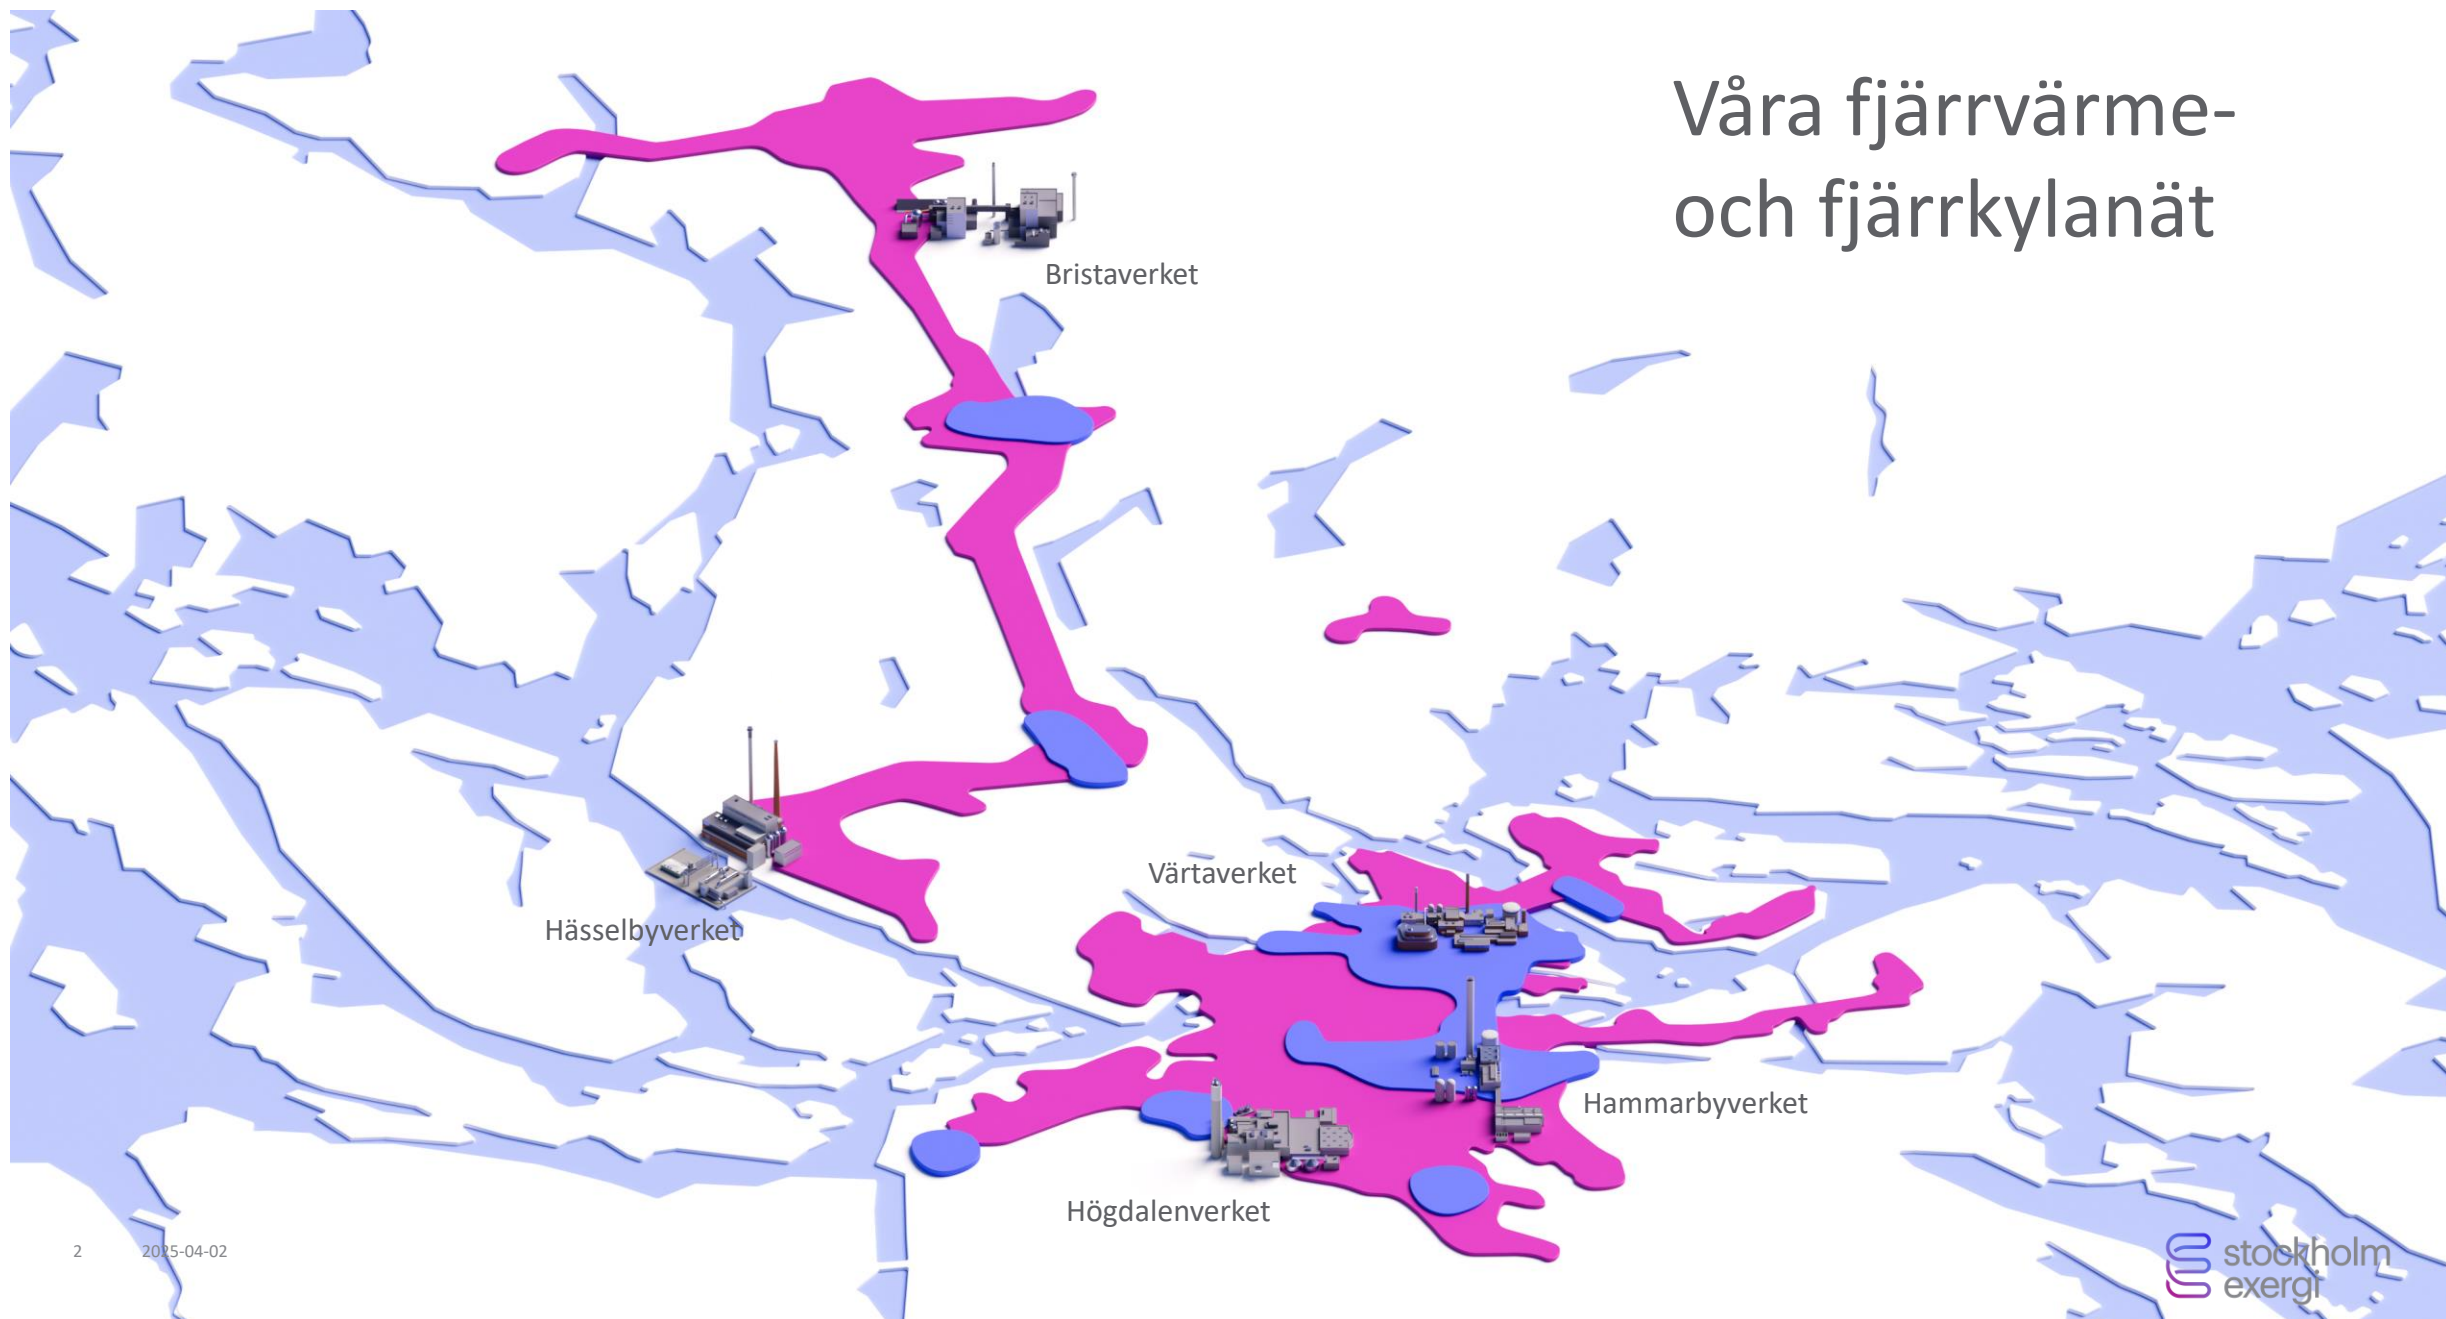 Våra fjärrvärme-
och fjärrkylanät
Bristaverket
Värtaverket
Hässelbyverket
Hammarbyverket
Högdalenverket
2 2025-04-02
stockholm
exergi